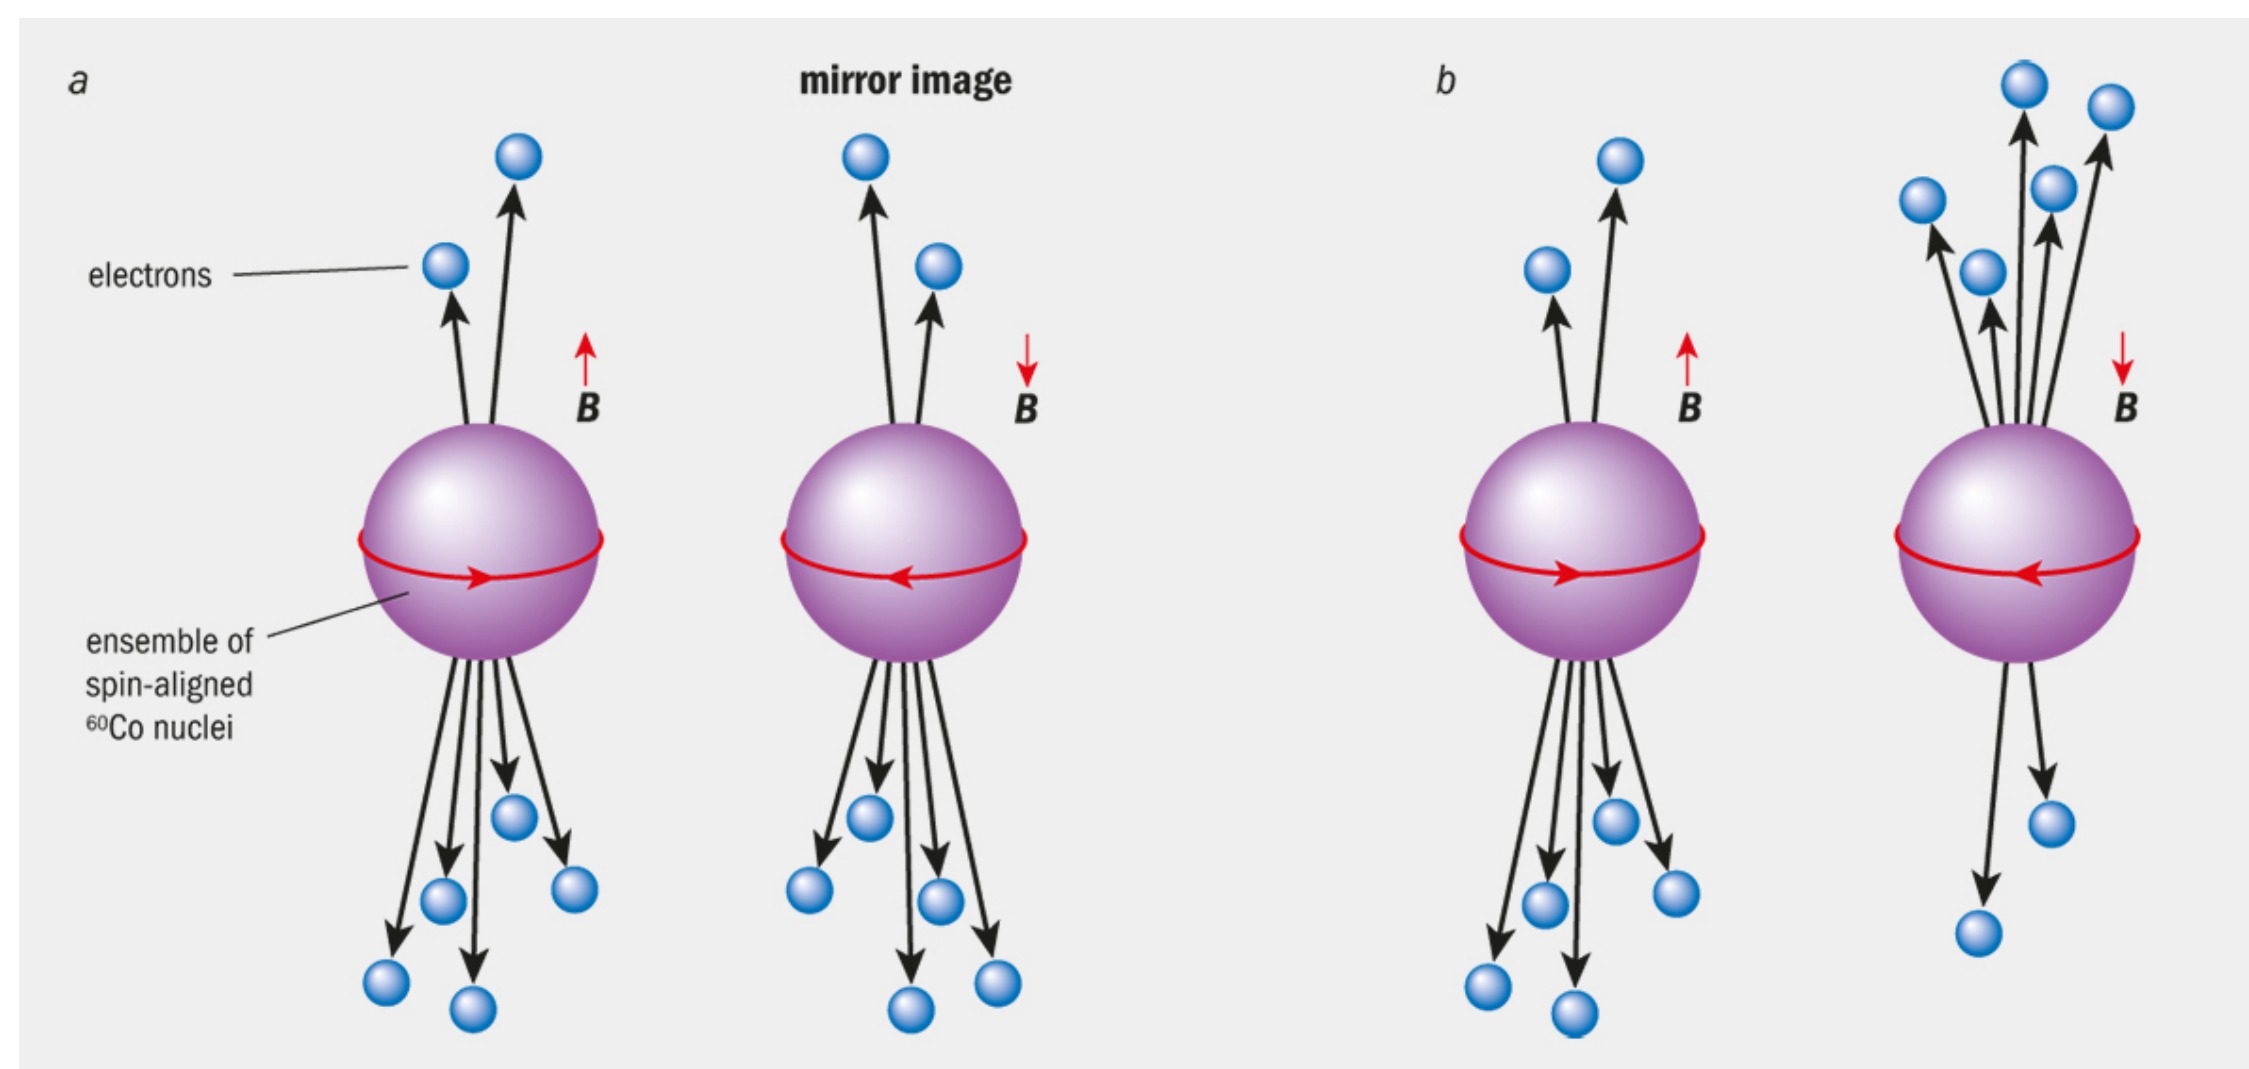 a
mirror image
b
electrons
B
B
B
B
ensemble of
spin-aligned
⁶⁰Co nuclei